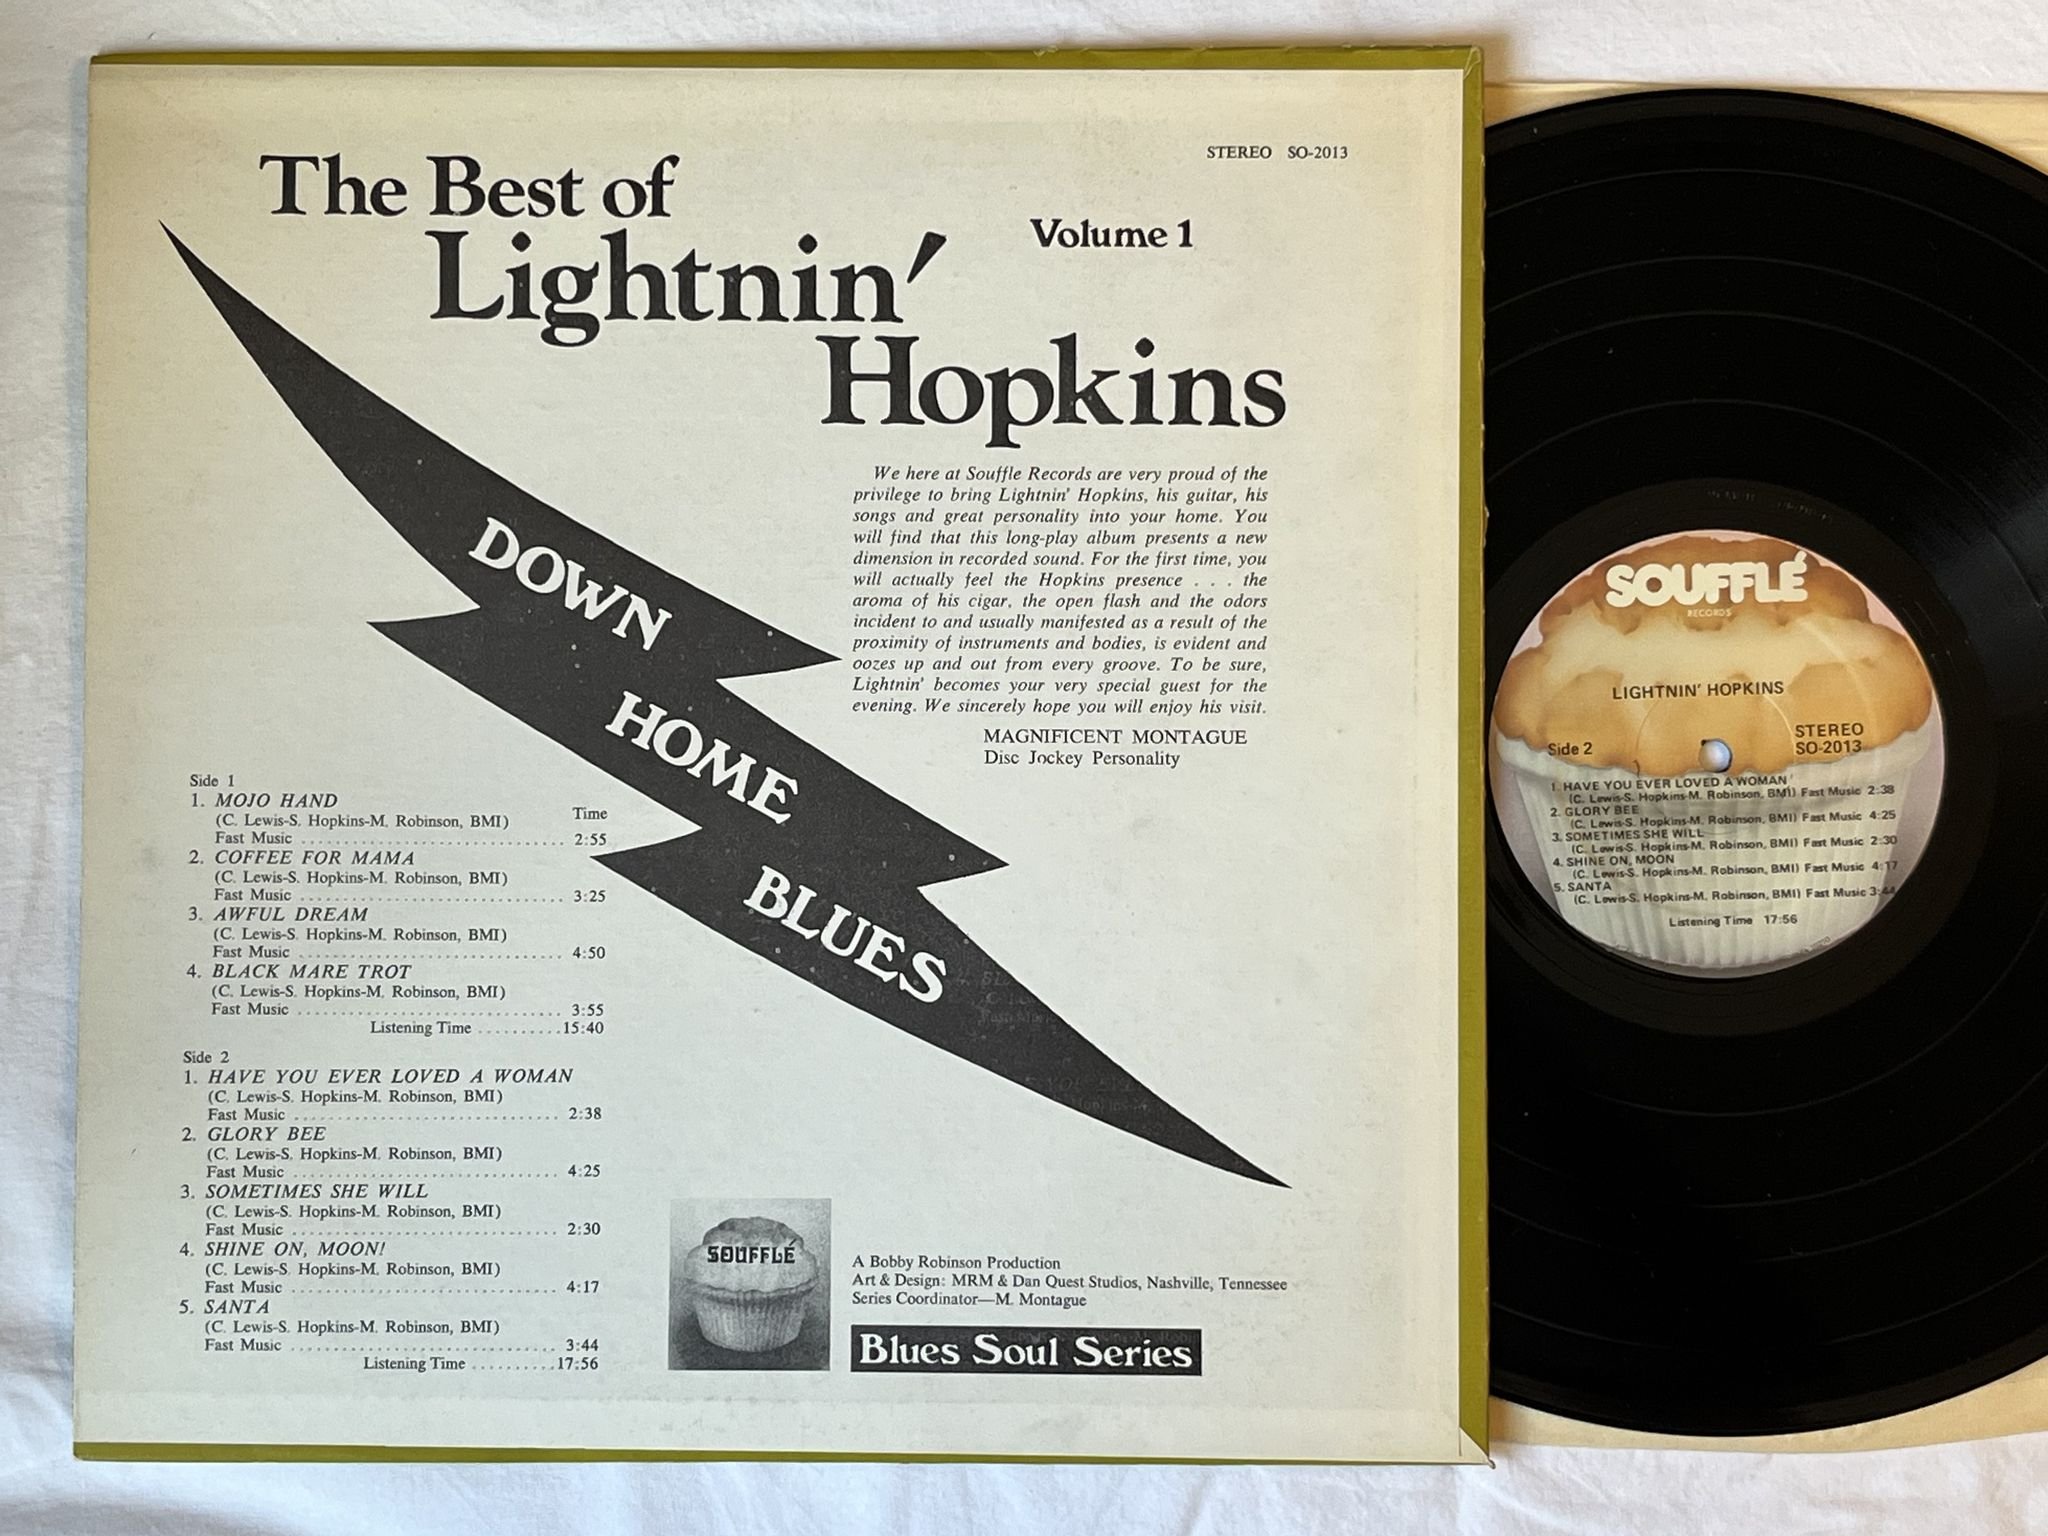 STEREO SO-2013
The Best of
Lightnin'
Volume 1
Hopkins
We here at Souffle Records are very proud of the
privilege to bring Lightnin' Hopkins, his guitar, his
songs and great personality into your home. You
will find that this long-play album presents a new
dimension in recorded sound. For the first time, you
will actually feel the Hopkins presence . . . the
aroma of his cigar, the open flash and the odors
incident to and usually manifested as a result of the
proximity of instruments and bodies, is evident and
oozes up and out from every groove. To be sure,
Lightnin' becomes your very special guest for the
evening. We sincerely hope you will enjoy his visit.
MAGNIFICENT MONTAGUE
Disc Jockey Personality
DOWN
HOME
BLUES
Side 1
1. MOJO HAND
(C. Lewis-S. Hopkins-M. Robinson, BMI) Time
Fast Music 2:55
2. COFFEE FOR MAMA
(C. Lewis-S. Hopkins-M. Robinson, BMI)
Fast Music 3:25
3. AWFUL DREAM
(C. Lewis-S. Hopkins-M. Robinson, BMI)
Fast Music 4:50
4. BLACK MARE TROT
(C. Lewis-S. Hopkins-M. Robinson, BMI)
Fast Music 3:55
Listening Time 15:40
Side 2
1. HAVE YOU EVER LOVED A WOMAN
(C. Lewis-S. Hopkins-M. Robinson, BMI)
Fast Music 2:38
2. GLORY BEE
(C. Lewis-S. Hopkins-M. Robinson, BMI)
Fast Music 4:25
3. SOMETIMES SHE WILL
(C. Lewis-S. Hopkins-M. Robinson, BMI)
Fast Music 2:30
4. SHINE ON, MOON!
(C. Lewis-S. Hopkins-M. Robinson, BMI)
Fast Music 4:17
5. SANTA
(C. Lewis-S. Hopkins-M. Robinson, BMI)
Fast Music 3:44
Listening Time 17:56
SOUFFLÉ
A Bobby Robinson Production
Art & Design: MRM & Dan Quest Studios, Nashville, Tennessee
Series Coordinator—M. Montague
Blues Soul Series
SOUFFLÉ
RECORDS
LIGHTNIN' HOPKINS
STEREO
Side 2 SO-2013
1. HAVE YOU EVER LOVED A WOMAN
(C. Lewis-S. Hopkins-M. Robinson, BMI) Fast Music 2:38
2. GLORY BEE
(C. Lewis-S. Hopkins-M. Robinson, BMI) Fast Music 4:25
3. SOMETIMES SHE WILL
(C. Lewis-S. Hopkins-M. Robinson, BMI) Fast Music 2:30
4. SHINE ON, MOON
(C. Lewis-S. Hopkins-M. Robinson, BMI) Fast Music 4:17
5. SANTA
(C. Lewis-S. Hopkins-M. Robinson, BMI) Fast Music 3:44
Listening Time 17:56